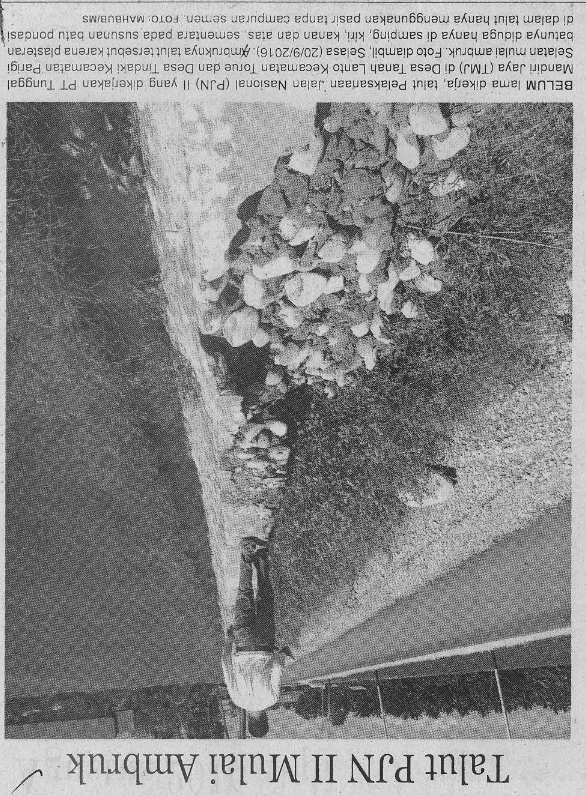 Talut PJN II Mulai Ambruk
BELUM lama dikerja, talut Pelaksanaan Jalan Nasional (PJN) II yang dikerjakan PT Tunggal
Mandiri Jaya (TMJ) di Desa Tanah Lanto Kecamatan Torue dan Desa Tindaki Kecamatan Parigi
Selatan mulai ambruk. Foto diambil, Selasa (20/9/2016). Ambruknya talut tersebut karena plasteran
batunya diduga hanya di samping, kiri, kanan dan atas, sementara pada susunan batu pondasi
di dalam talut hanya menggunakan pasir tanpa campuran semen. FOTO: MAHBUB/MS